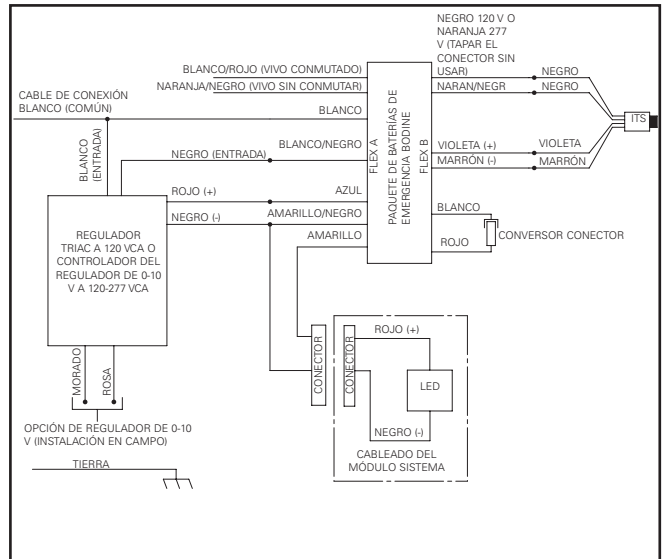 NEGRO 120 V O
NARANJA 277
V (TAPAR EL
CONECTOR SIN
USAR)
BLANCO/ROJO (VIVO CONMUTADO)
NEGRO
NARANJA/NEGRO (VIVO SIN CONMUTAR)
NARAN/NEGR
NEGRO
CABLE DE CONEXIÓN
BLANCO (COMÚN)
BLANCO
ITS
BLANCO
(ENTRADA)
BLANCO/NEGRO
NEGRO (ENTRADA)
FLEX A
PAQUETE DE BATERÍAS DE
EMERGENCIA BODINE
FLEX B
VIOLETA (+)
VIOLETA
MARRÓN (-)
MARRÓN
ROJO (+)
AZUL
NEGRO (-)
AMARILLO/NEGRO
AMARILLO
BLANCO
ROJO
CONVERSOR CONECTOR
REGULADOR
TRIAC A 120 VCA O
CONTROLADOR DEL
REGULADOR DE 0-10
V A 120-277 VCA
MORADO
ROSA
CONECTOR
CONECTOR
ROJO (+)
LED
NEGRO (-)
CABLEADO DEL
MÓDULO SISTEMA
OPCIÓN DE REGULADOR DE 0-10
V (INSTALACIÓN EN CAMPO)
TIERRA